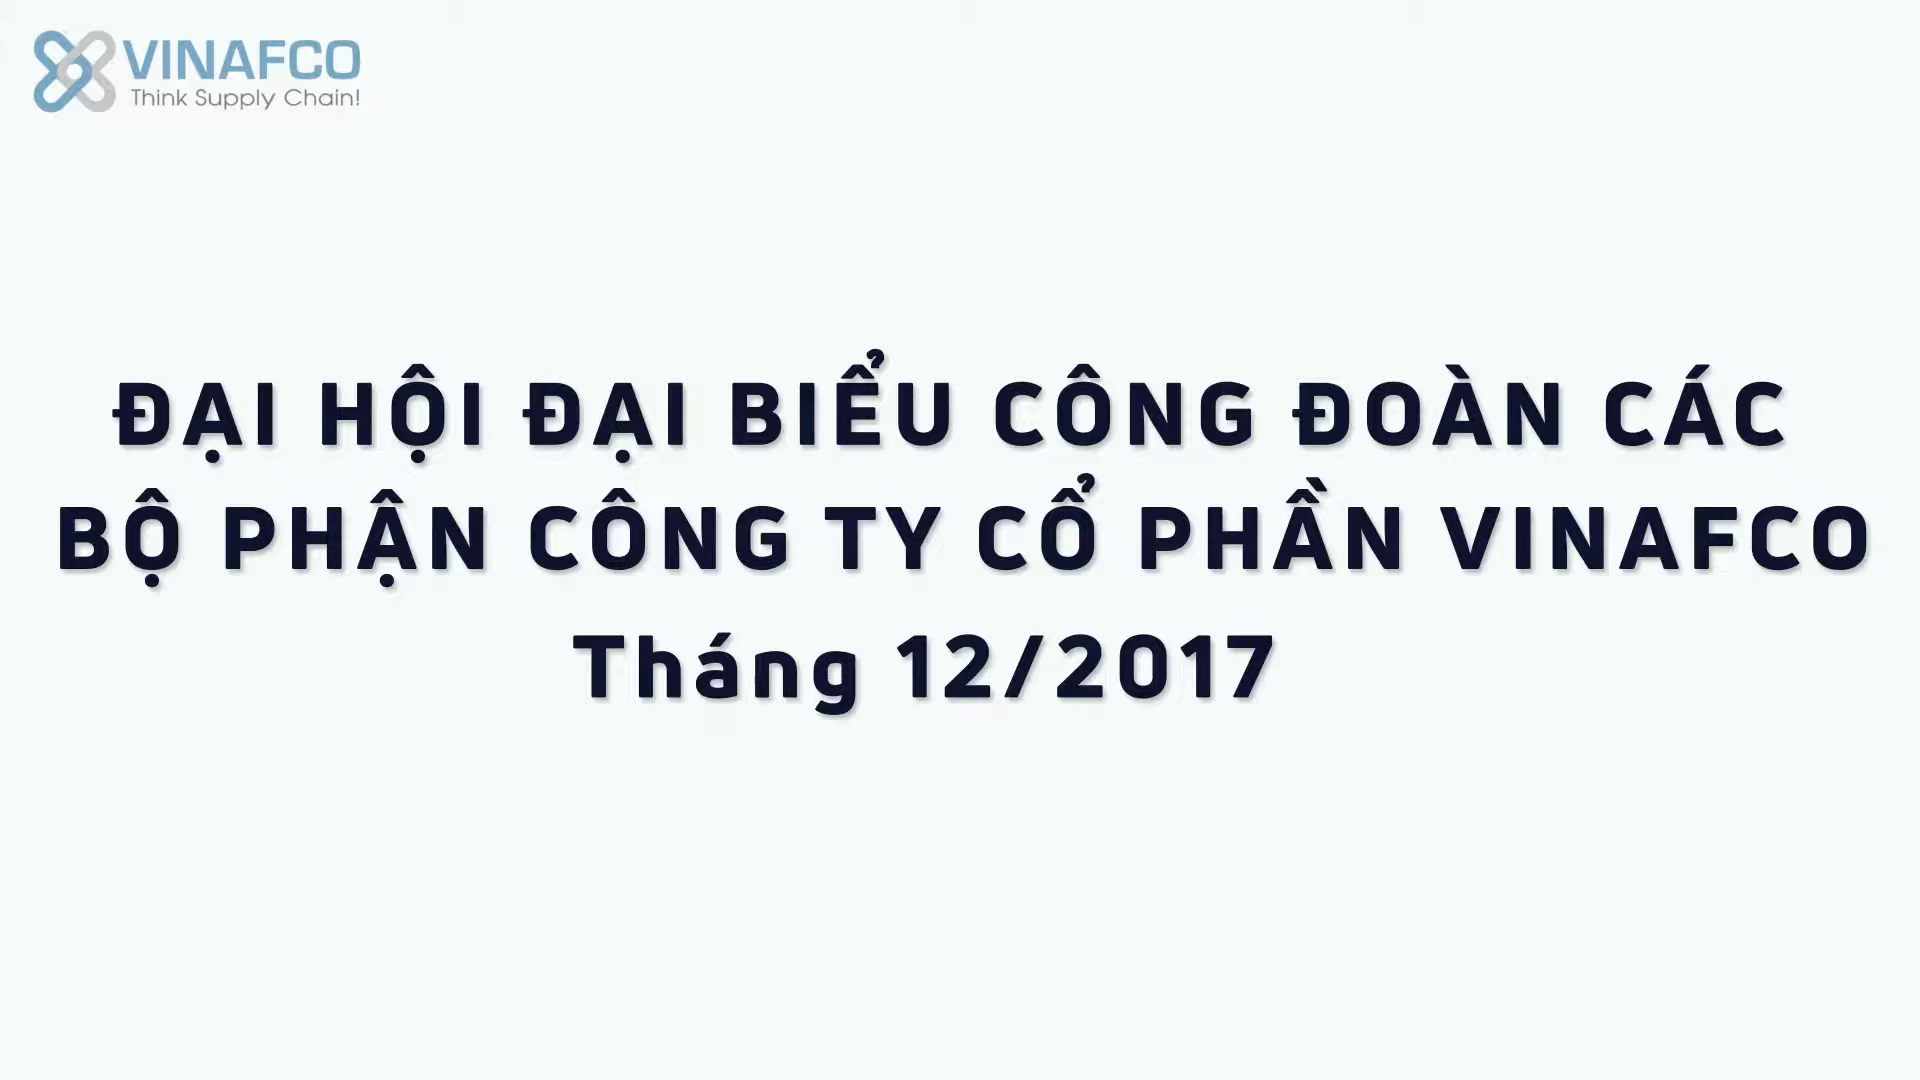 VINAFCO
Think Supply Chain!
ĐẠI HỘI ĐẠI BIỂU CÔNG ĐOÀN CÁC
BỘ PHẬN CÔNG TY CỔ PHẦN VINAFCO
Tháng 12/2017